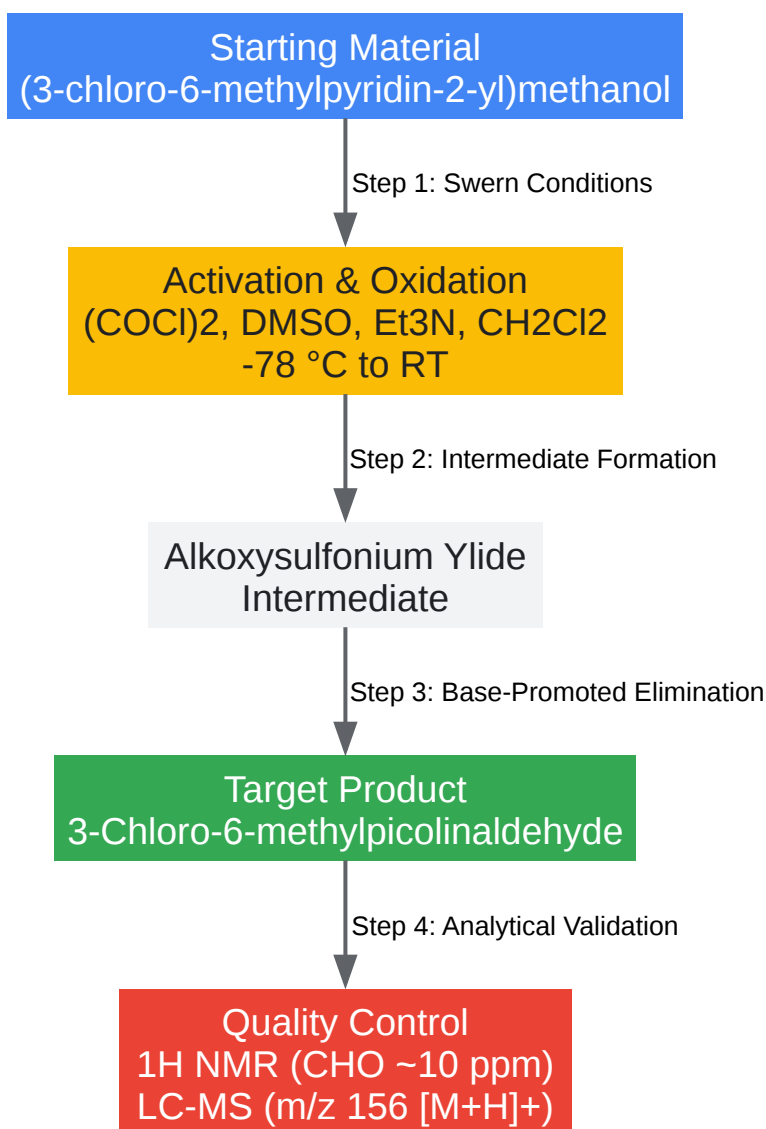 Starting Material
(3-chloro-6-methylpyridin-2-yl)methanol
Step 1: Swern Conditions
Activation & Oxidation
(COCl)2, DMSO, Et3N, CH2Cl2
-78 °C to RT
Step 2: Intermediate Formation
Alkoxysulfonium Ylide
Intermediate
Step 3: Base-Promoted Elimination
Target Product
3-Chloro-6-methylpicolinaldehyde
Step 4: Analytical Validation
Quality Control
1H NMR (CHO ~10 ppm)
LC-MS (m/z 156 [M+H]+)